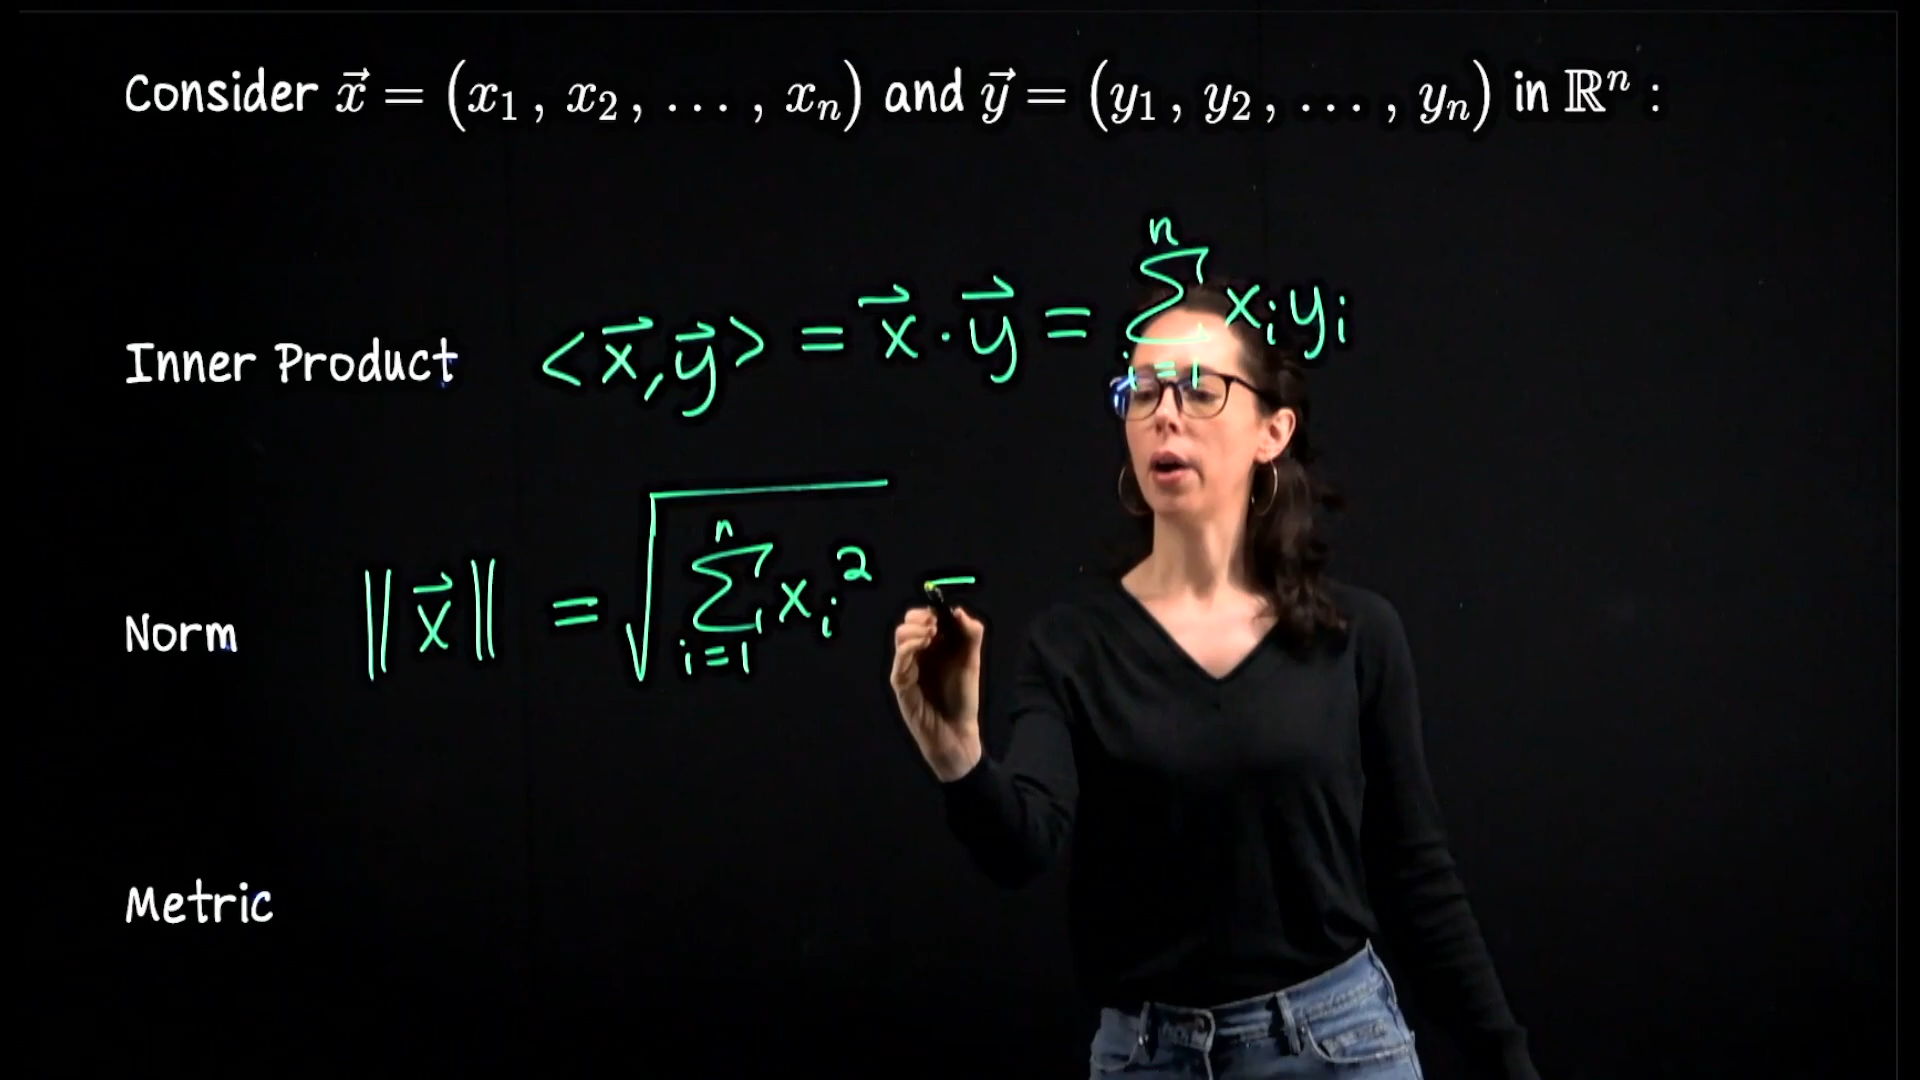 Consider x⃗ = (x₁, x₂, ..., xₙ) and y⃗ = (y₁, y₂, ..., yₙ) in ℝⁿ :
Inner Product <x⃗,y⃗> = x⃗ · y⃗ = Σᵢ₌₁ⁿ xᵢyᵢ
Norm ‖x⃗‖ = √(Σᵢ₌₁ⁿ xᵢ²)
Metric